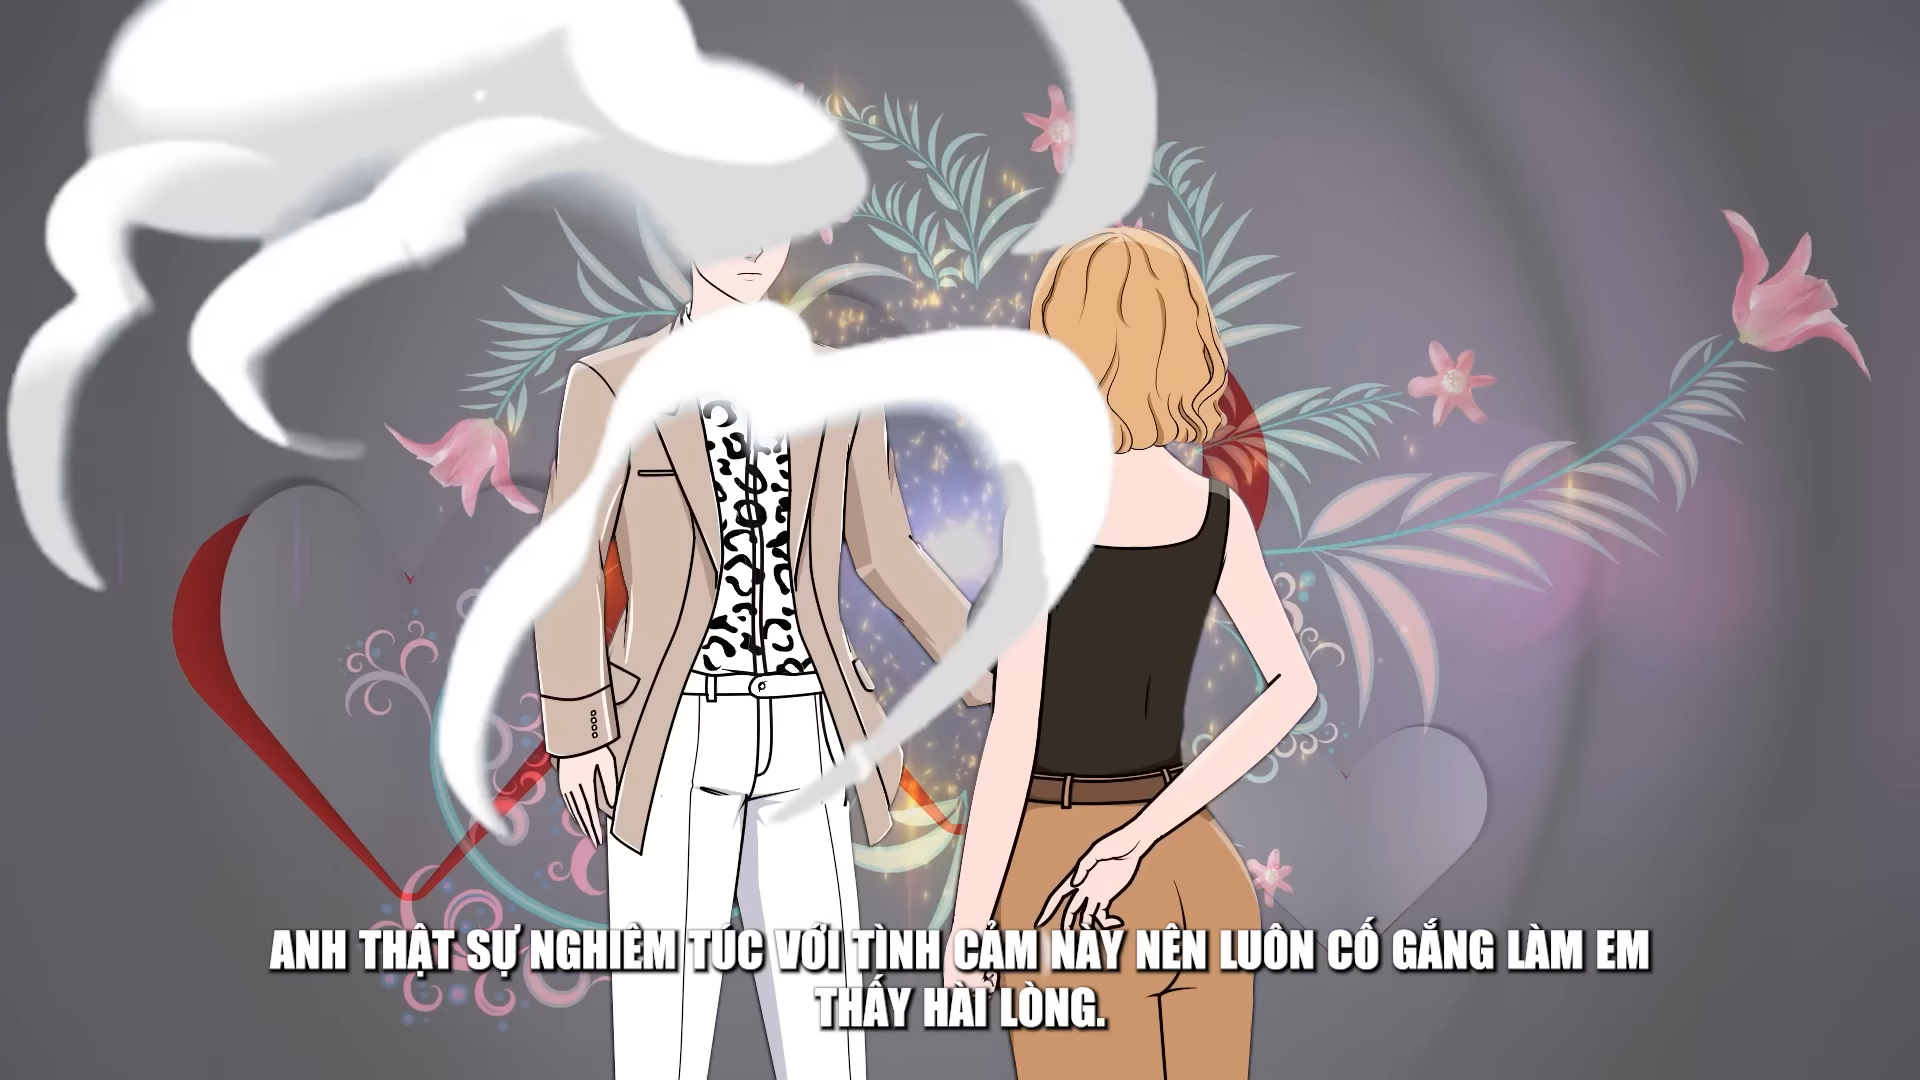 ANH THẬT SỰ NGHIÊM TÚC VỚI TÌNH CẢM NÀY NÊN LUÔN CỐ GẮNG LÀM EM
THẤY HÀI LÒNG.